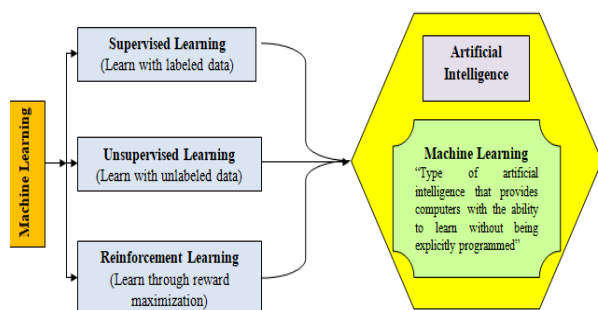 Machine Learning
Supervised Learning
(Learn with labeled data)
Unsupervised Learning
(Learn with unlabeled data)
Reinforcement Learning
(Learn through reward
maximization)
Artificial
Intelligence
Machine Learning
“Type of artificial
intelligence that provides
computers with the ability
to learn without being
explicitly programmed”